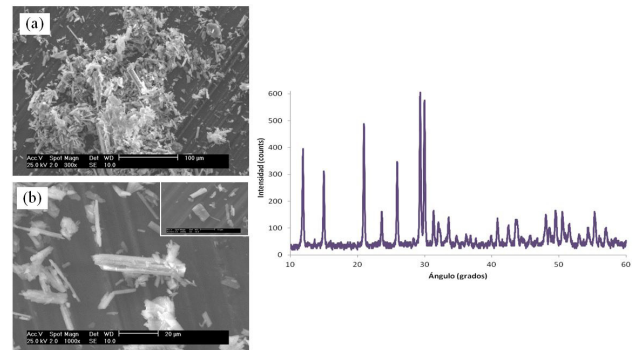 (a)
Acc.V Spot Magn Det WD
25.0 kV 2.0 300x SE 10.0
100 µm
(b)
Acc.V Spot Magn Det WD
25.0 kV 2.0 1000x SE 10.0
20 µm
Intensidad (counts)
600
500
400
300
200
100
0
10 20 30 40 50 60
Ángulo (grados)